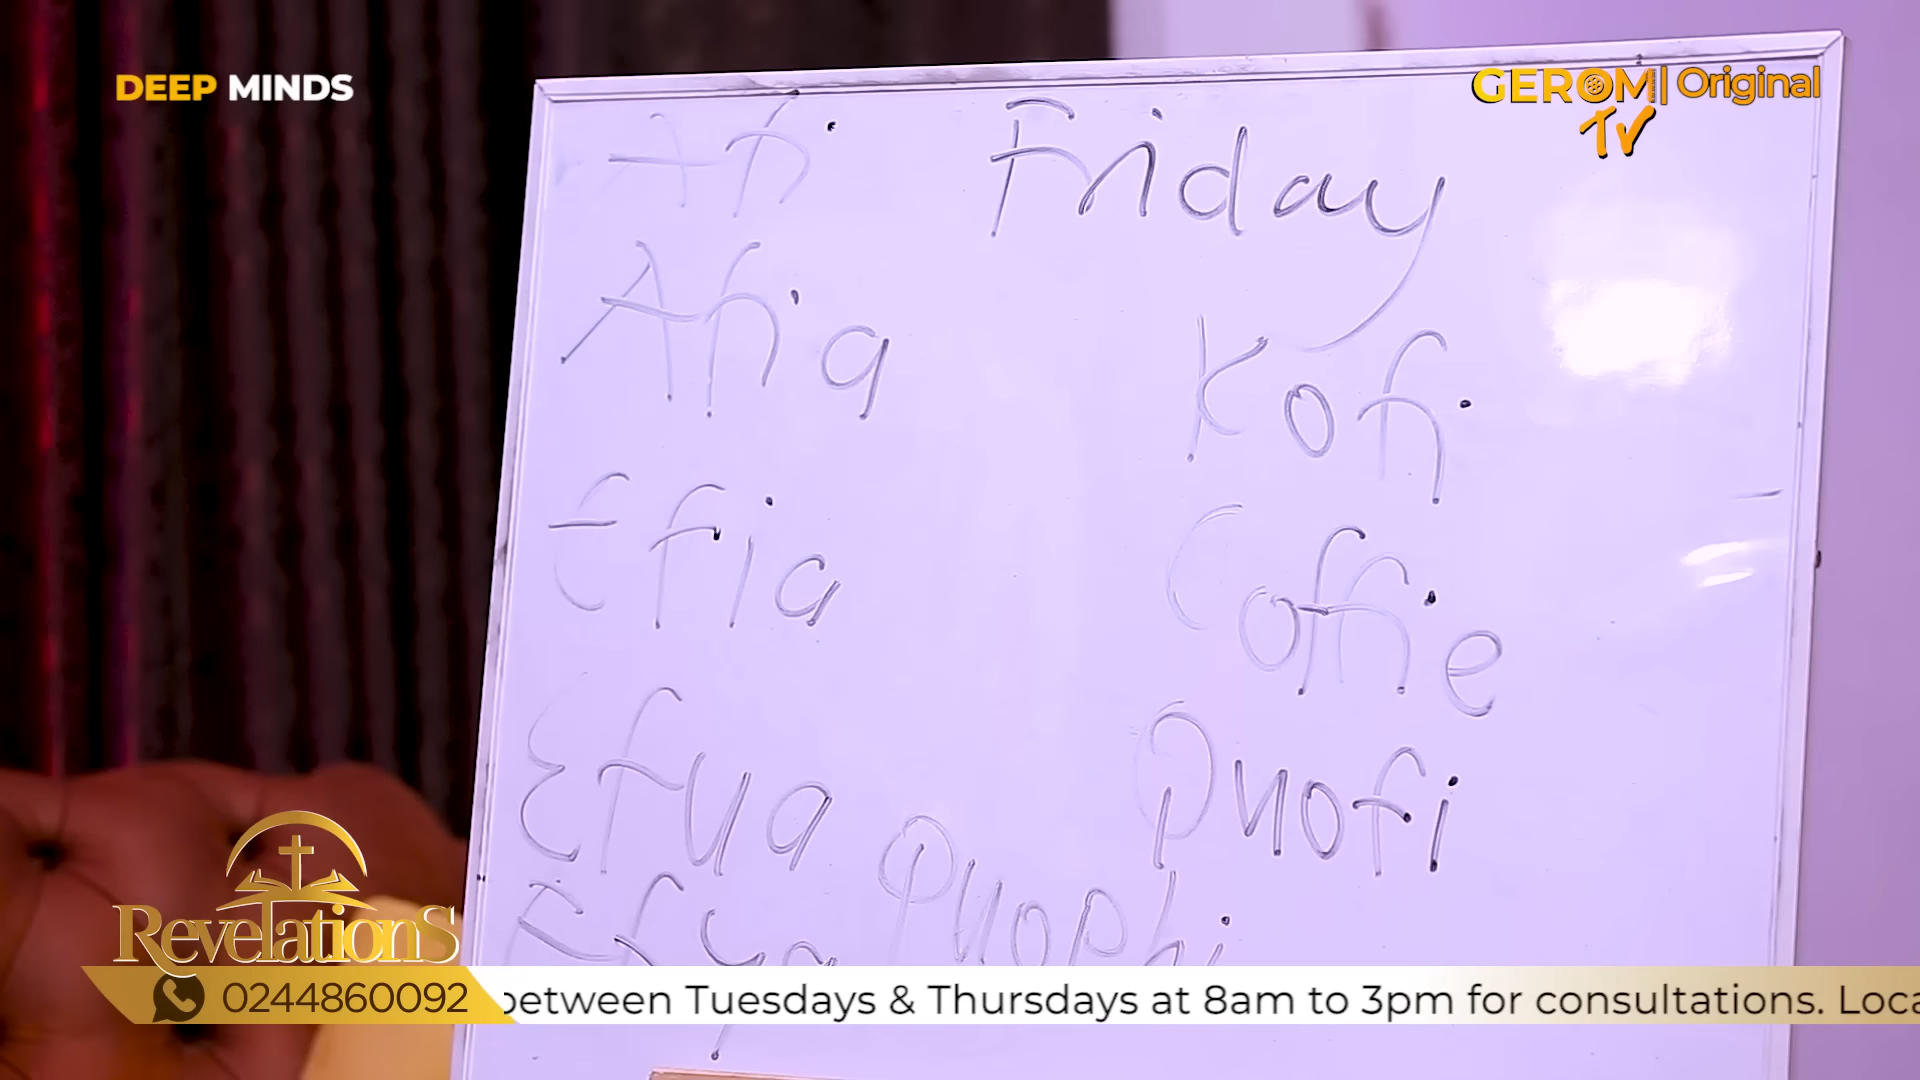 DEEP MINDS
GEROM TV | Original
Afi Friday
Afia Kofi
Efia Coffie
Efua Quofi
Efya Quophi
Revelations
0244860092
between Tuesdays & Thursdays at 8am to 3pm for consultations. Loca